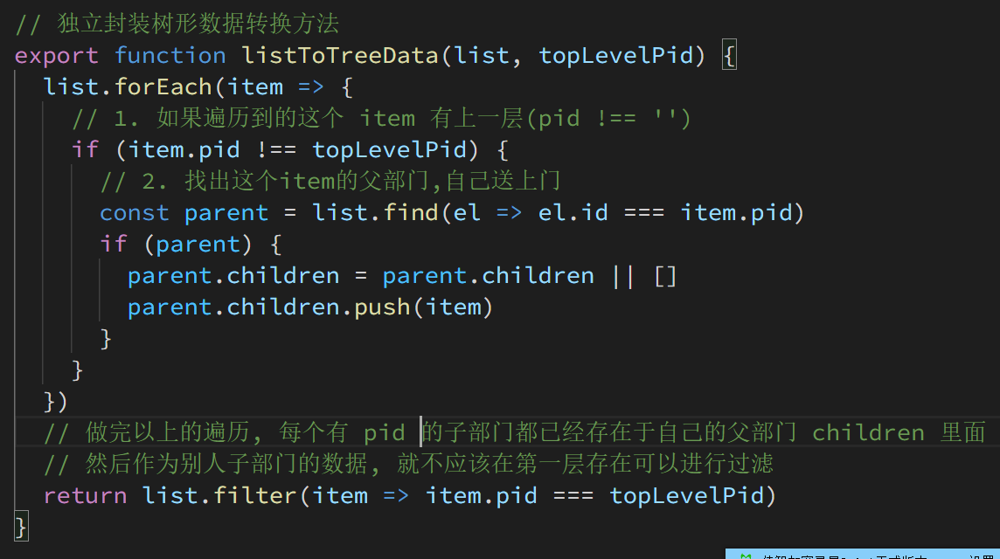 // 独立封装树形数据转换方法
export function listToTreeData(list, topLevelPid) {
  list.forEach(item => {
    // 1. 如果遍历到的这个 item 有上一层(pid !== '')
    if (item.pid !== topLevelPid) {
      // 2. 找出这个item的父部门,自己送上门
      const parent = list.find(el => el.id === item.pid)
      if (parent) {
        parent.children = parent.children || []
        parent.children.push(item)
      }
    }
  })
  // 做完以上的遍历, 每个有 pid 的子部门都已经存在于自己的父部门 children 里面
  // 然后作为别人子部门的数据, 就不应该在第一层存在可以进行过滤
  return list.filter(item => item.pid === topLevelPid)
}